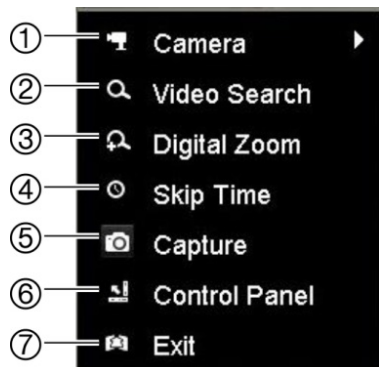 ① Camera
② Video Search
③ Digital Zoom
④ Skip Time
⑤ Capture
⑥ Control Panel
⑦ Exit